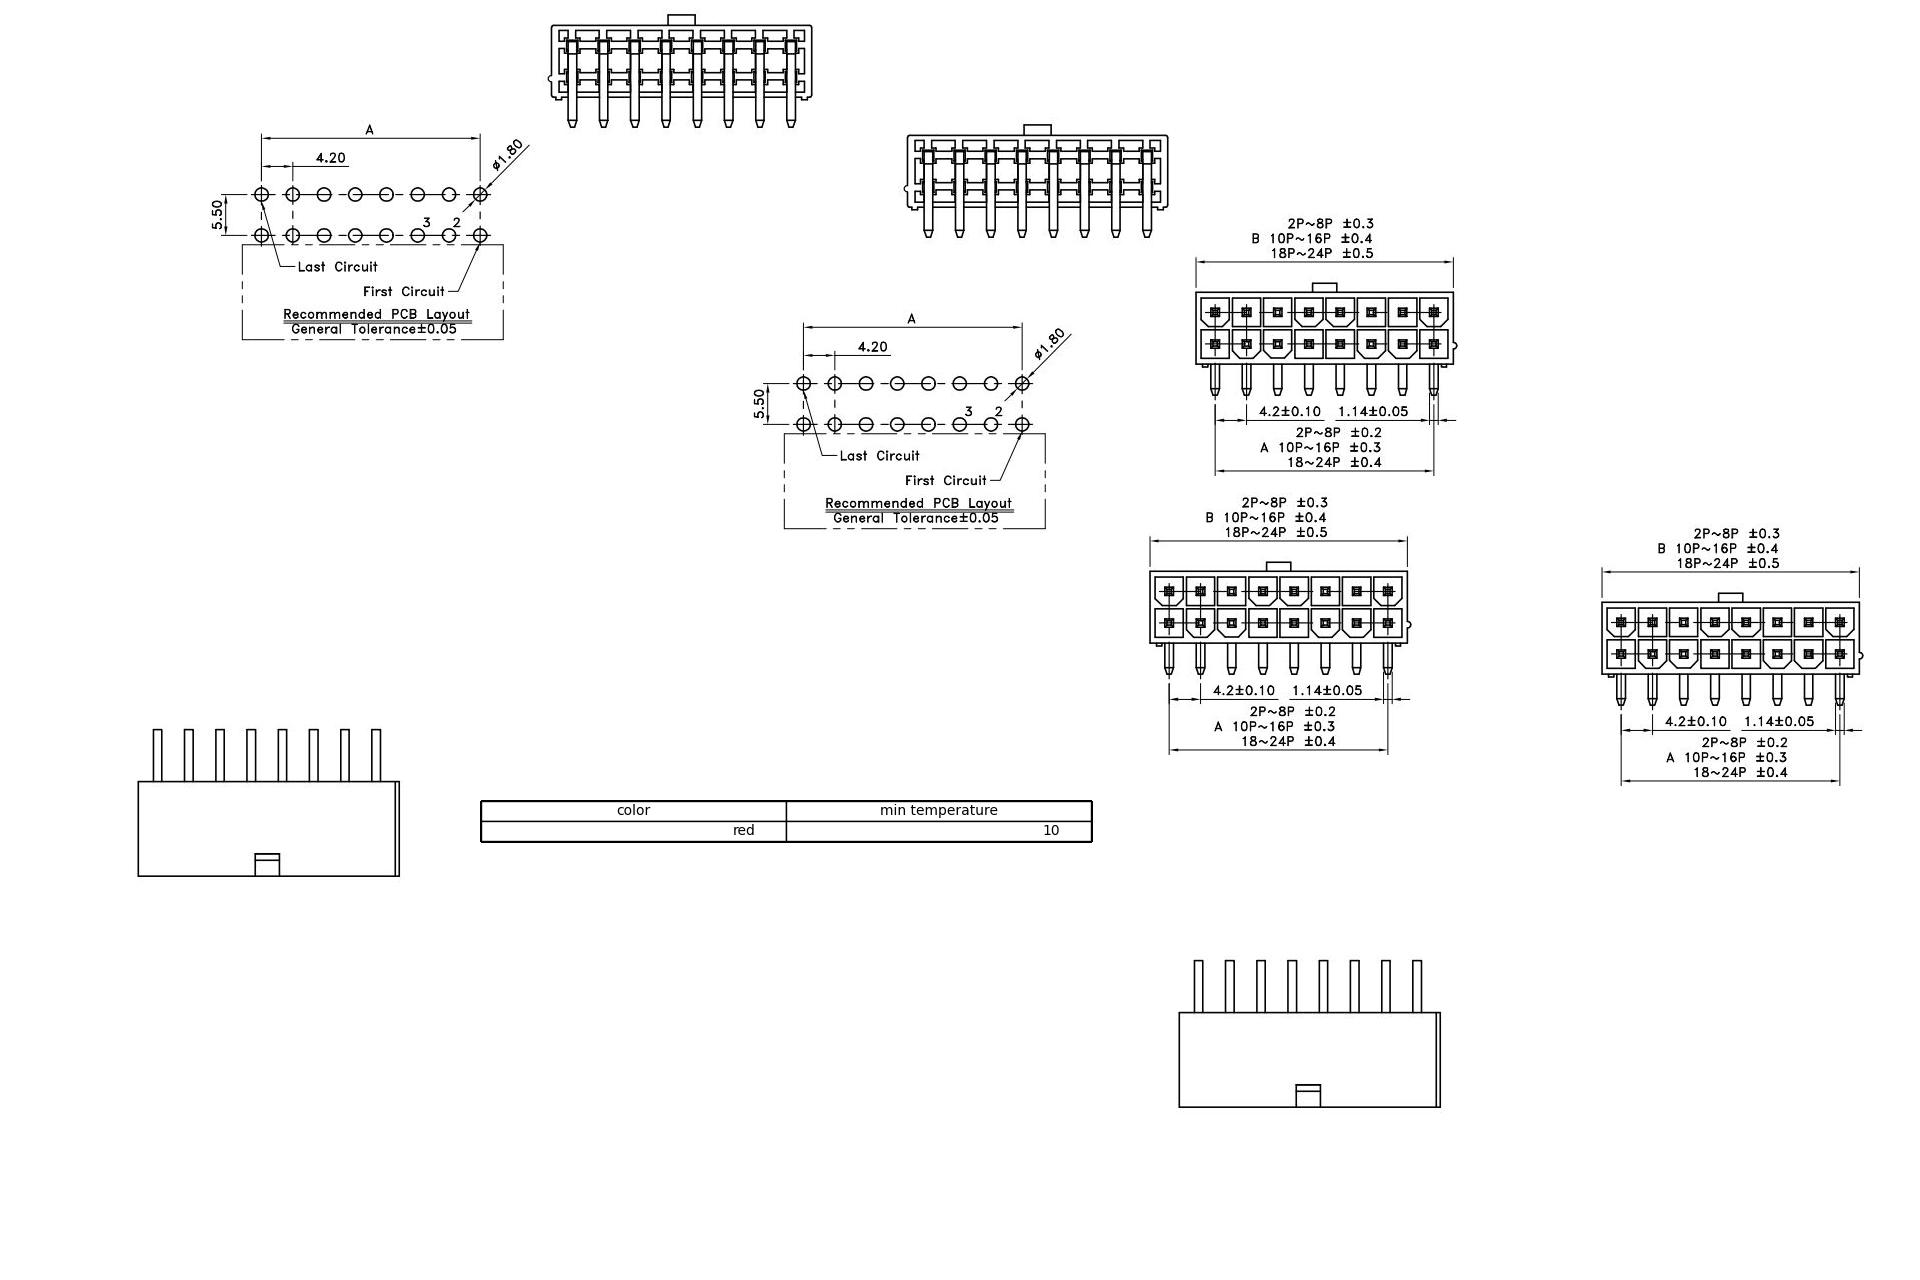 A
4.20
ø1.80
5.50
3 2
Last Circuit
First Circuit
Recommended PCB Layout
General Tolerance±0.05
A
4.20
ø1.80
5.50
3 2
Last Circuit
First Circuit
Recommended PCB Layout
General Tolerance±0.05
2P~8P ±0.3
B 10P~16P ±0.4
18P~24P ±0.5
4.2±0.10 1.14±0.05
2P~8P ±0.2
A 10P~16P ±0.3
18~24P ±0.4
2P~8P ±0.3
B 10P~16P ±0.4
18P~24P ±0.5
4.2±0.10 1.14±0.05
2P~8P ±0.2
A 10P~16P ±0.3
18~24P ±0.4
2P~8P ±0.3
B 10P~16P ±0.4
18P~24P ±0.5
4.2±0.10 1.14±0.05
2P~8P ±0.2
A 10P~16P ±0.3
18~24P ±0.4
color min temperature
red 10